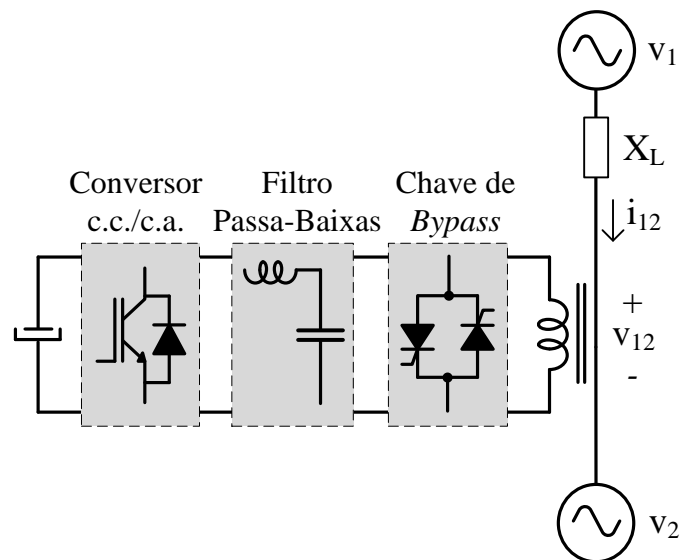 v1
XL
i12
Conversor
c.c./c.a.
Filtro
Passa-Baixas
Chave de
Bypass
+
v12
-
v2